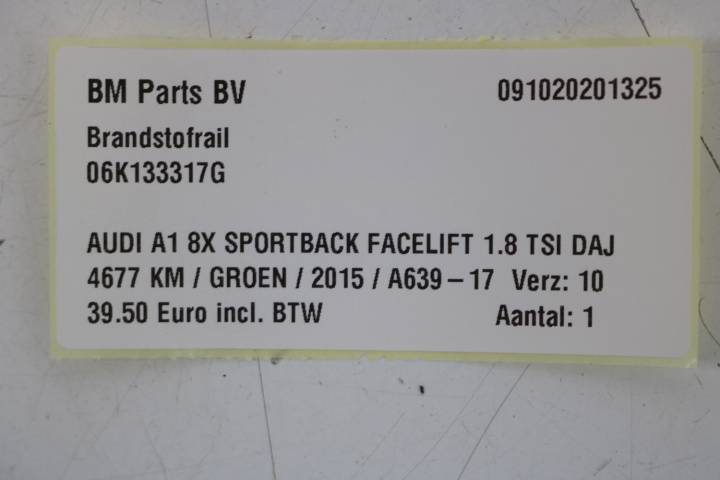 BM Parts BV 091020201325
Brandstofrail
06K133317G
AUDI A1 8X SPORTBACK FACELIFT 1.8 TSI DAJ
4677 KM / GROEN / 2015 / A639-17 Verz: 10
39.50 Euro incl. BTW Aantal: 1